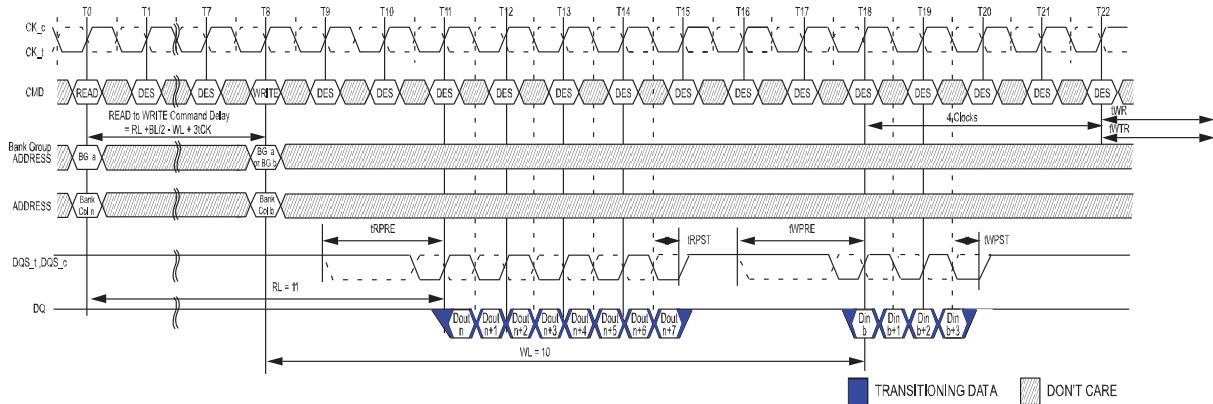 T0 T1 T7 T8 T9 T10 T11 T12 T13 T14 T15 T16 T17 T18 T19 T20 T21 T22
CK_c
CK_t
CMD READ DES DES WRITE DES DES DES DES DES DES DES DES DES DES DES DES DES DES
READ to WRITE Command Delay
= RL +BL/2 - WL + 3tCK
4 Clocks
tWR
tWTR
Bank Group
ADDRESS
BG a
BG a
or BG b
ADDRESS
Bank
Col n
Bank
Col b
tRPRE tRPST tWPRE tWPST
DQS_t ,DQS_c
RL = 11
DQ
Dout
n
Dout
n+1
Dout
n+2
Dout
n+3
Dout
n+4
Dout
n+5
Dout
n+6
Dout
n+7
Din
b
Din
b+1
Din
b+2
Din
b+3
WL = 10
TRANSITIONING DATA
DON'T CARE